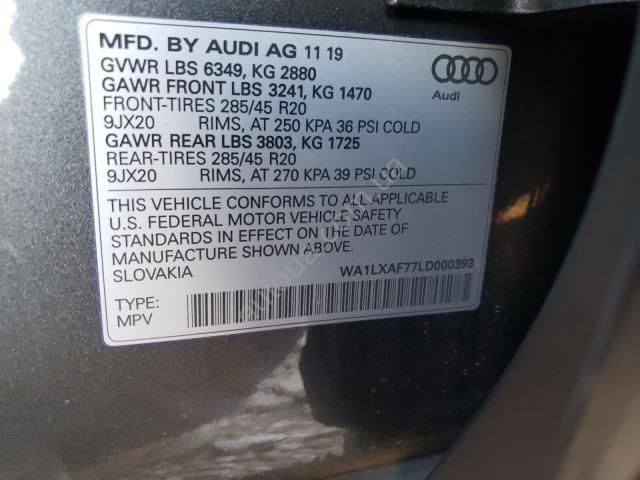 MFD. BY AUDI AG 11 19
GVWR LBS 6349, KG 2880
GAWR FRONT LBS 3241, KG 1470
FRONT-TIRES 285/45 R20
9JX20 RIMS, AT 250 KPA 36 PSI COLD
GAWR REAR LBS 3803, KG 1725
REAR-TIRES 285/45 R20
9JX20 RIMS, AT 270 KPA 39 PSI COLD
Audi
THIS VEHICLE CONFORMS TO ALL APPLICABLE
U.S. FEDERAL MOTOR VEHICLE SAFETY
STANDARDS IN EFFECT ON THE DATE OF
MANUFACTURE SHOWN ABOVE.
SLOVAKIA WA1LXAF77LD000393
TYPE:
MPV